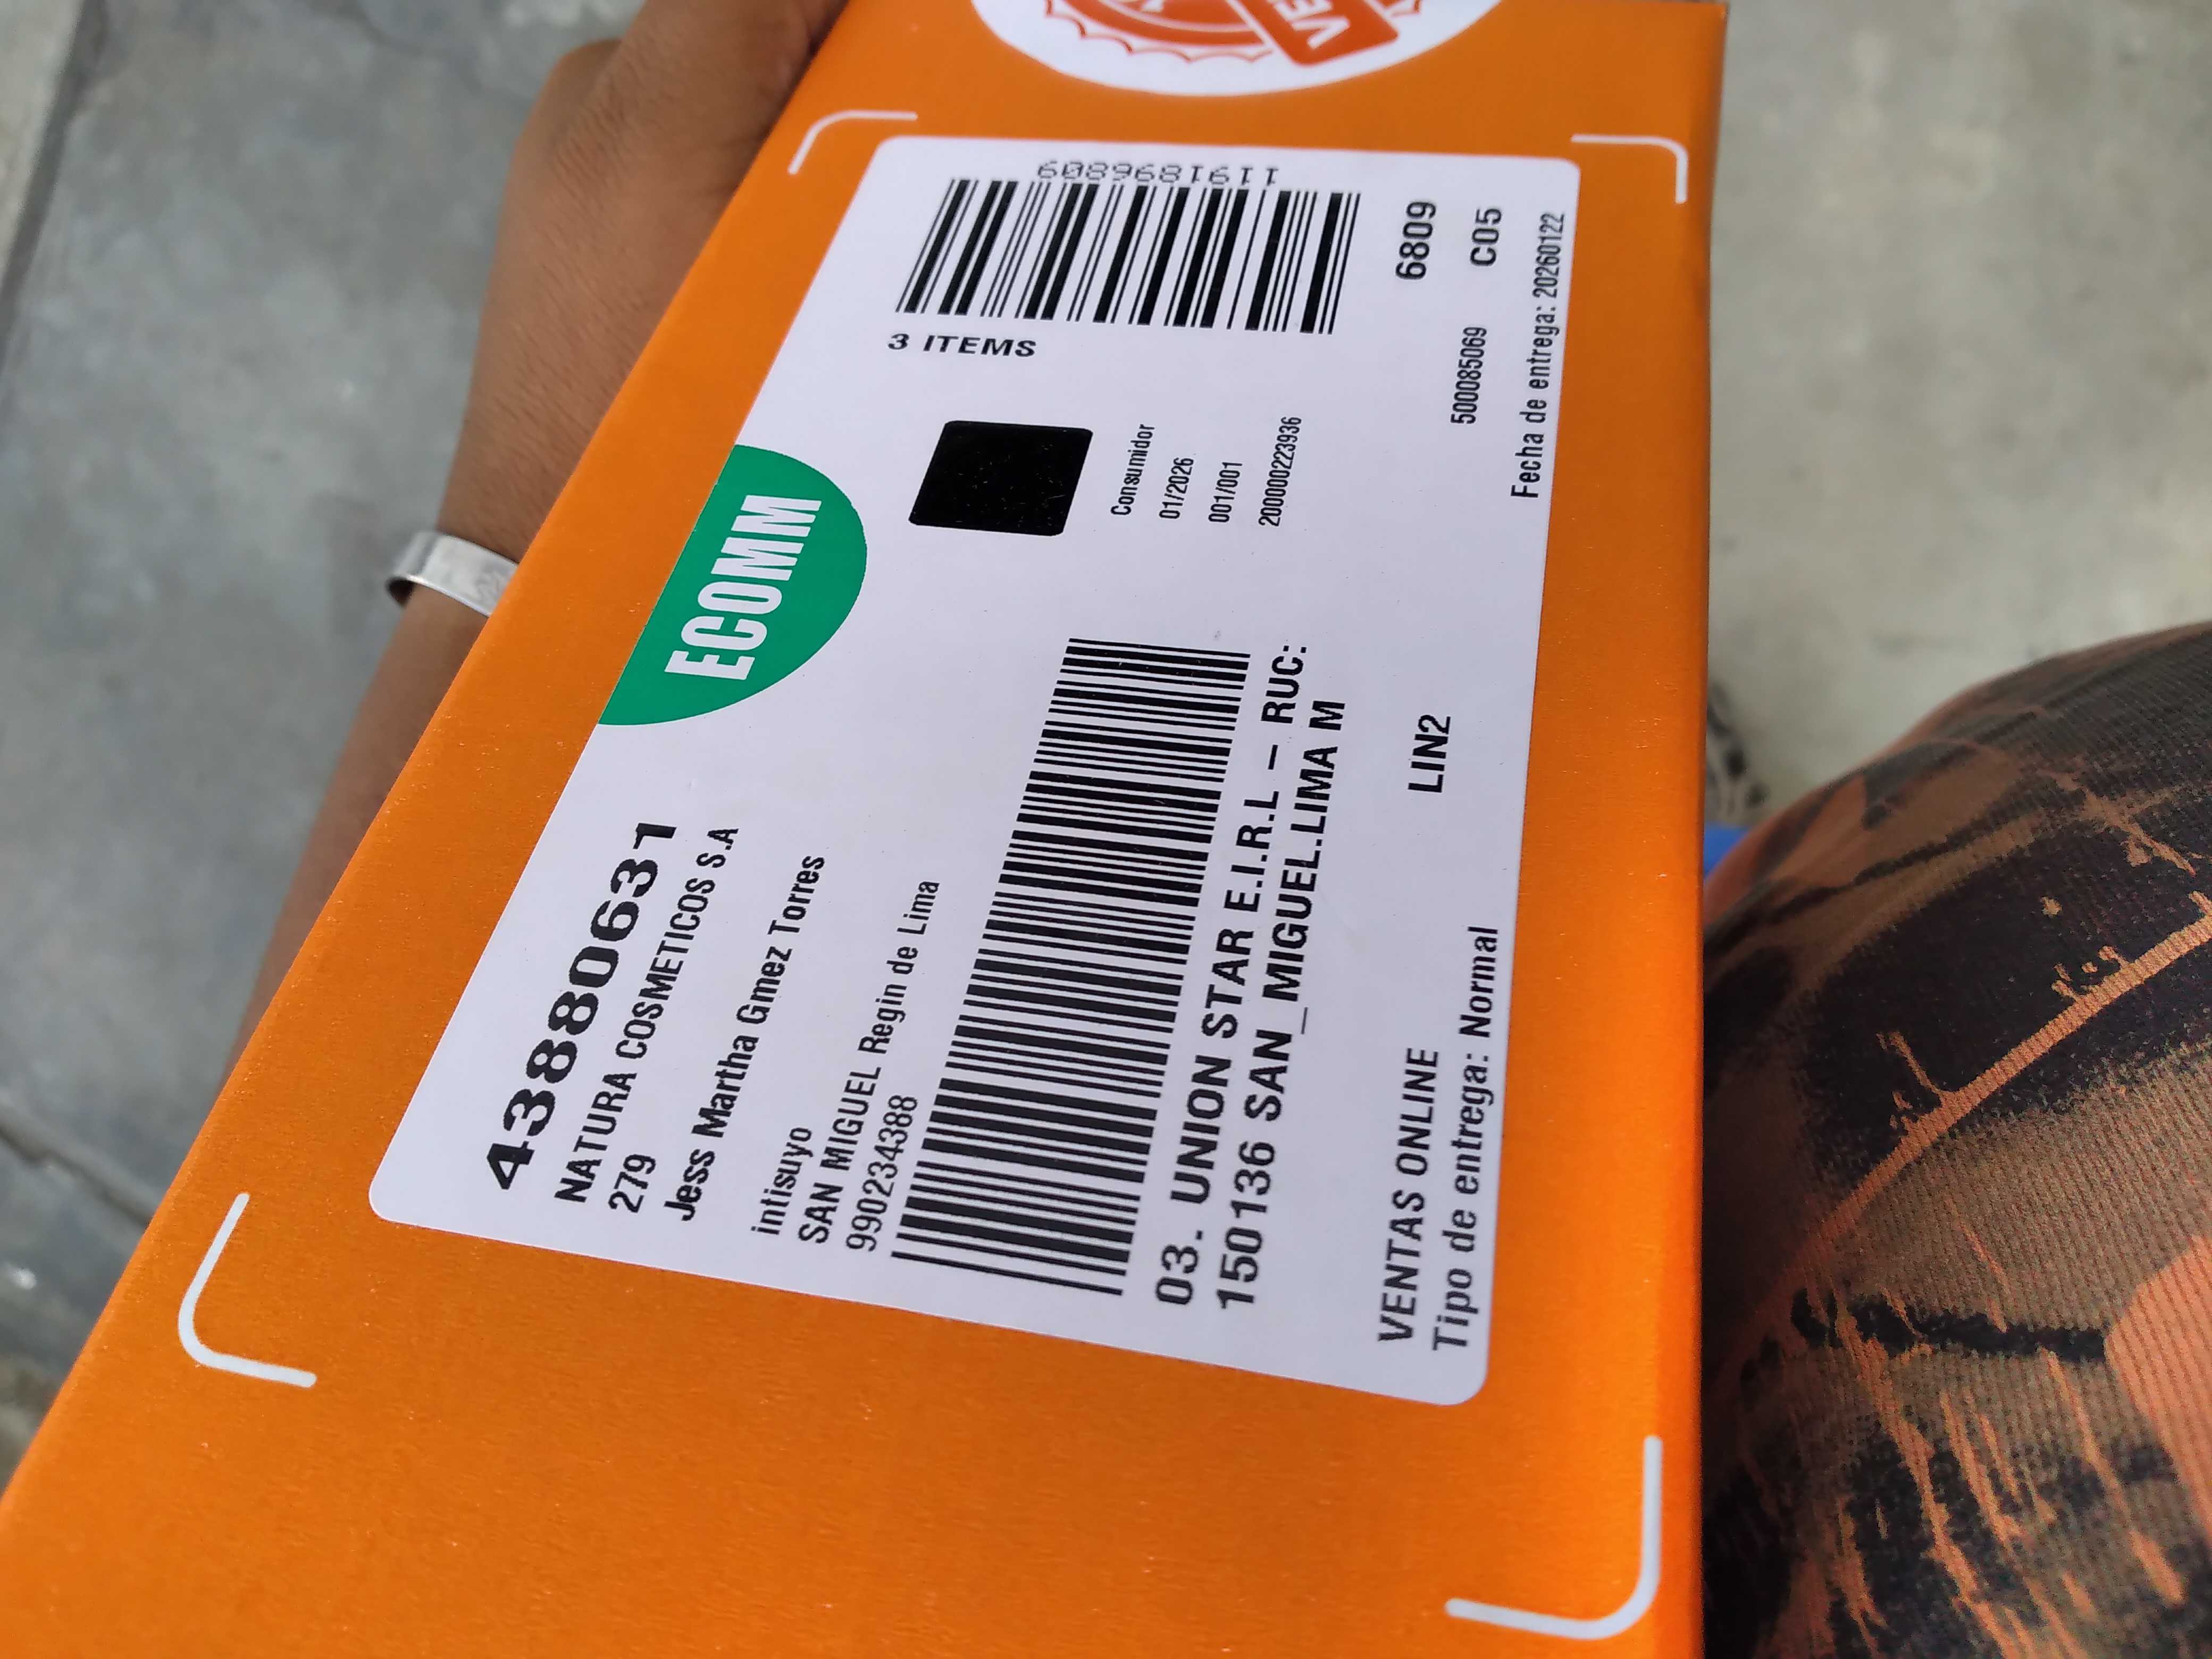 VE
43880631
NATURA COSMETICOS S.A
279
Jess Martha Gmez Torres
intisuyo
SAN MIGUEL Regin de Lima
990234388
ECOMM
03. UNION STAR E.I.R.L - RUC:
150136 SAN_MIGUEL.LIMA M
VENTAS ONLINE
LIN2
Tipo de entrega: Normal
1191896809
3 ITEMS
Consumidor
01/2026
001/001
200000223936
6809
500085069
C05
Fecha de entrega: 20260122